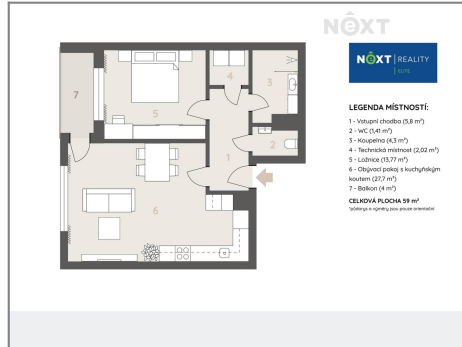 NEXT
NEXT REALITY
ELITE
LEGENDA MÍSTNOSTÍ:
1 - Vstupní chodba (5,8 m²)
2 - WC (1,41 m²)
3 - Koupelna (4,3 m²)
4 - Technická místnost (2,02 m²)
5 - Ložnice (13,77 m²)
6 - Obývací pokoj s kuchyňským
koutem (27,7 m²)
7 - Balkon (4 m²)
CELKOVÁ PLOCHA 59 m²
*půdorys a výměry jsou pouze orientační
7
5
4
3
2
1
6